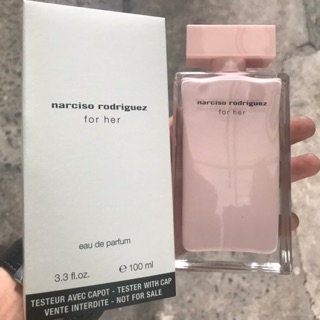 narciso rodriguez
for her
eau de parfum
3.3 fl.oz. ℮ 100 ml
TESTEUR AVEC CAPOT - TESTER WITH CAP
VENTE INTERDITE - NOT FOR SALE
narciso rodriguez
for her